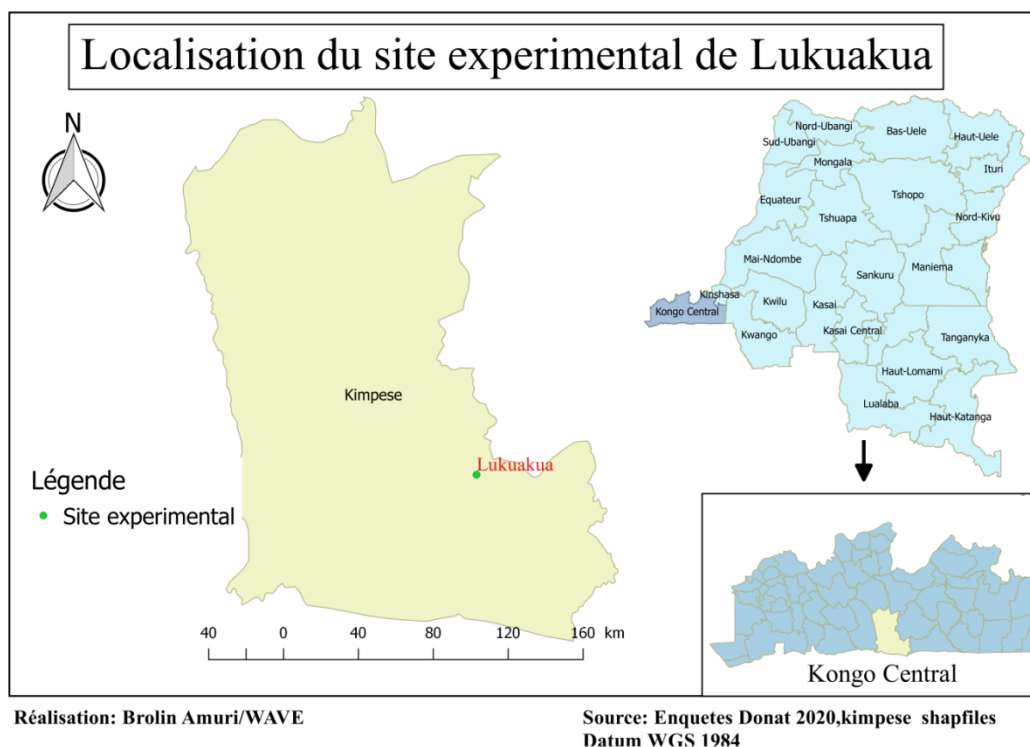 Localisation du site experimental de Lukuakua
N
Nord-Ubangi
Bas-Uele
Haut-Uele
Sud-Ubangi
Mongala
Ituri
Equateur
Tshopo
Tshuapa
Nord-Kivu
Mai-Ndombe
Sankuru
Maniema
Kinshasa
Kwilu
Kasai
Kongo Central
Kwango
Kasai Central
Tanganyka
Haut-Lomami
Lualaba
Haut-Katanga
Kimpese
Lukuakua
Légende
Site experimental
40 0 40 80 120 160 km
Kongo Central
Réalisation: Brolin Amuri/WAVE
Source: Enquetes Donat 2020,kimpese shapfiles
Datum WGS 1984